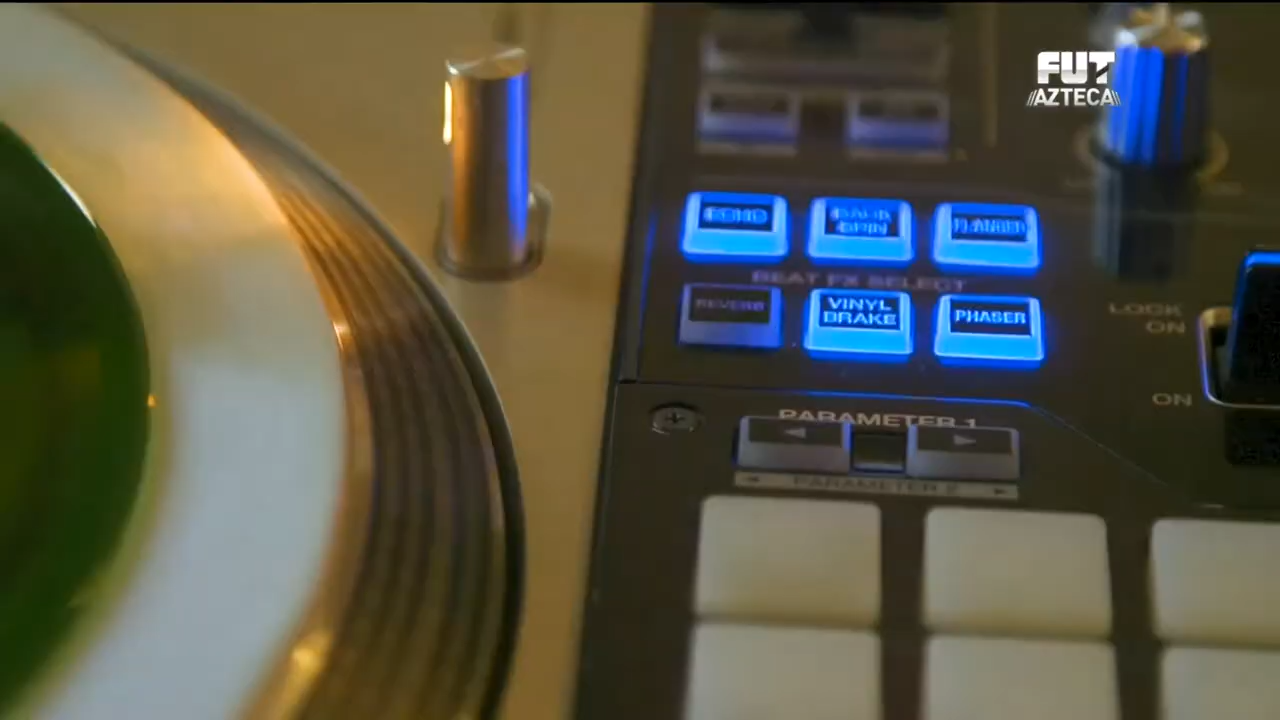 FUT
AZTECA
ECHO
BACK
SPIN
FLANGER
BEAT FX SELECT
REVERB
VINYL
BRAKE
PHASER
LOCK
ON
ON
PARAMETER 1
PARAMETER 2